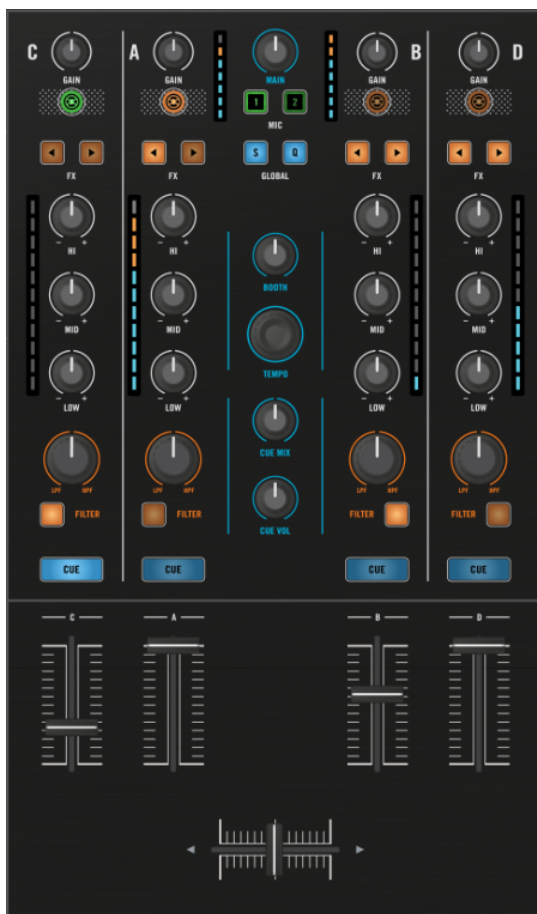 C A B D
GAIN GAIN MAIN GAIN GAIN
1 2
MIC
S Q
FX FX GLOBAL FX FX
- + - + - + - +
HI HI HI HI
BOOTH
- + - + - + - +
MID MID MID MID
TEMPO
- + - + - + - +
LOW LOW LOW LOW
CUE MIX
LPF HPF LPF HPF LPF HPF LPF HPF
FILTER FILTER FILTER FILTER
CUE VOL
CUE CUE CUE CUE
C A B D